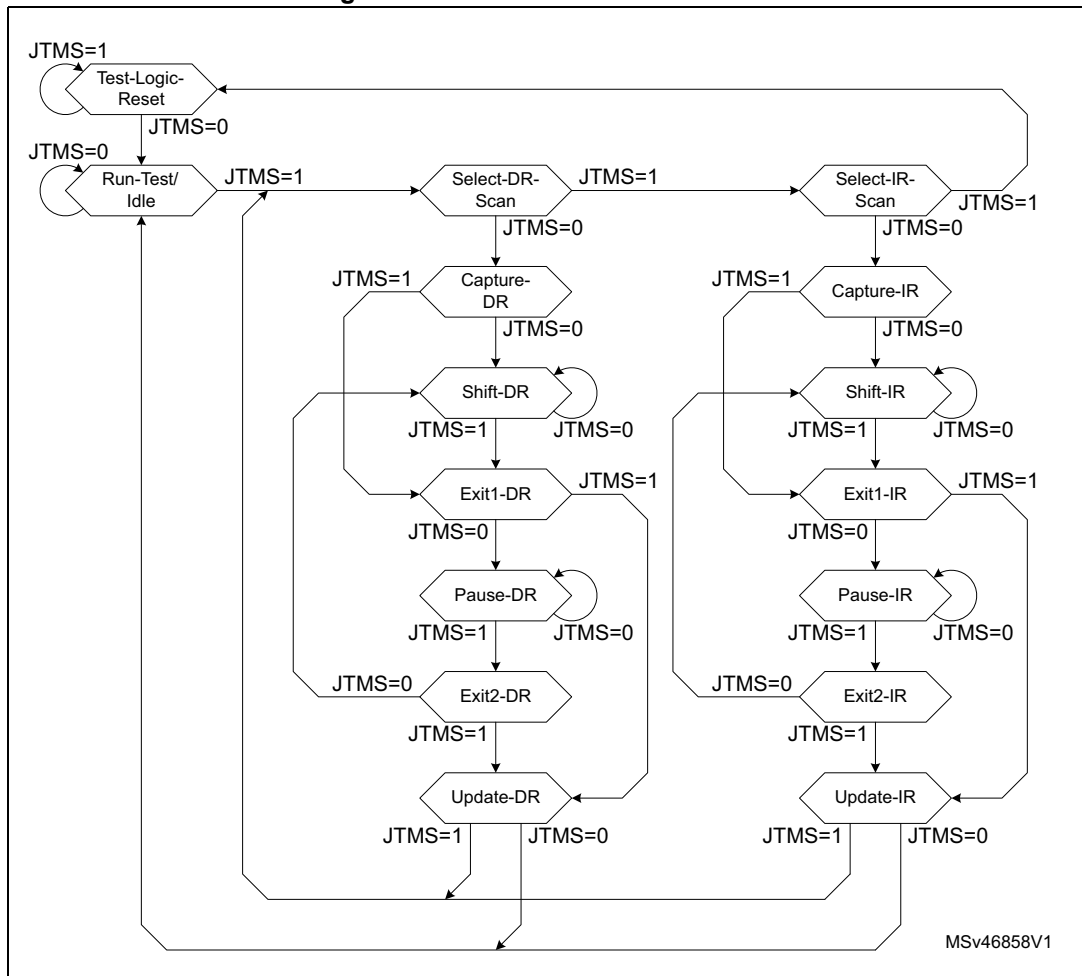 JTMS=1
Test-Logic-
Reset
JTMS=0
JTMS=0
Run-Test/
Idle
JTMS=1
Select-DR-
Scan
JTMS=1
Select-IR-
Scan
JTMS=1
JTMS=0
JTMS=0
JTMS=1
Capture-
DR
JTMS=1
Capture-IR
JTMS=0
JTMS=0
Shift-DR
Shift-IR
JTMS=1
JTMS=0
JTMS=1
JTMS=0
Exit1-DR
JTMS=1
Exit1-IR
JTMS=1
JTMS=0
JTMS=0
Pause-DR
Pause-IR
JTMS=1
JTMS=0
JTMS=1
JTMS=0
JTMS=0
Exit2-DR
JTMS=0
Exit2-IR
JTMS=1
JTMS=1
Update-DR
Update-IR
JTMS=1
JTMS=0
JTMS=1
JTMS=0
MSv46858V1